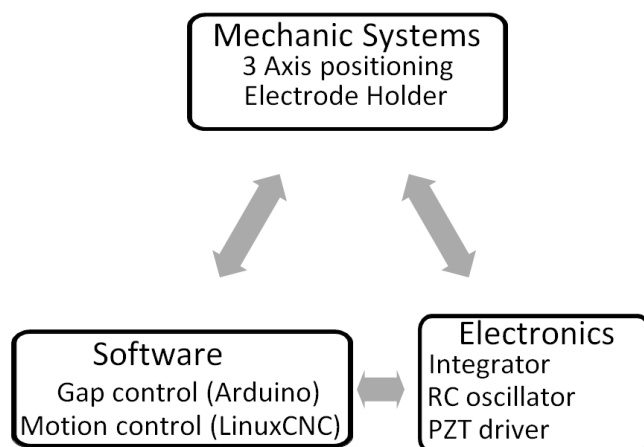 Mechanic Systems
3 Axis positioning
Electrode Holder
Software
Gap control (Arduino)
Motion control (LinuxCNC)
Electronics
Integrator
RC oscillator
PZT driver